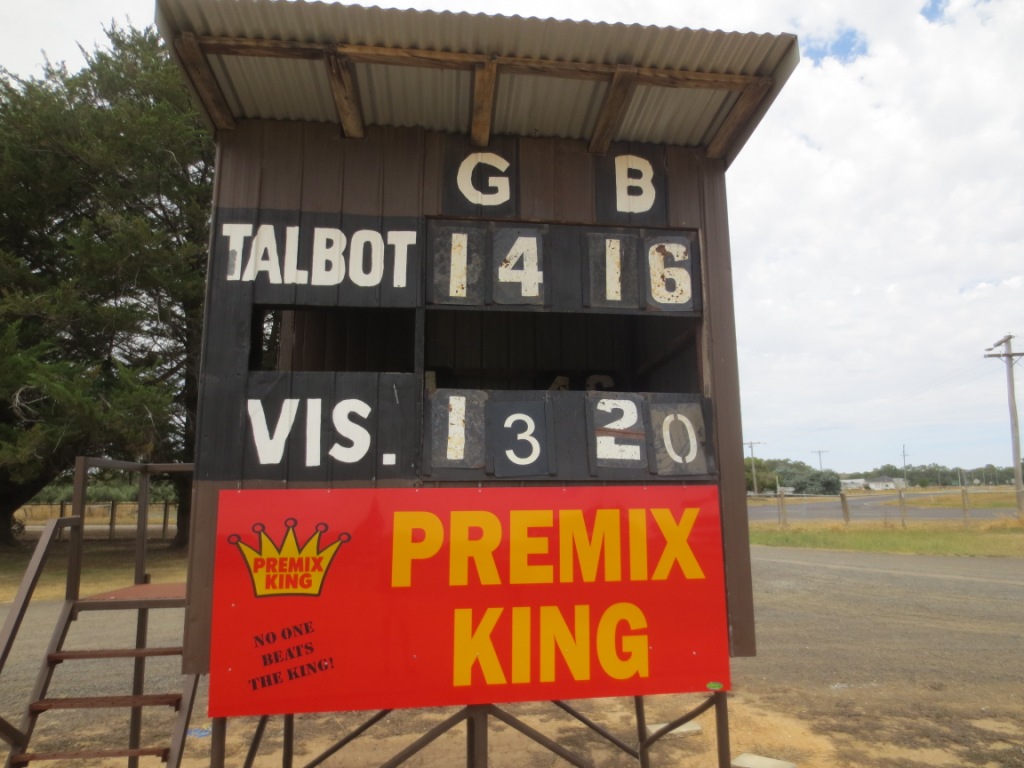 G B
TALBOT 14 16
VIS. 13 20
PREMIX
KING
PREMIX
KING
NO ONE
BEATS
THE KING!